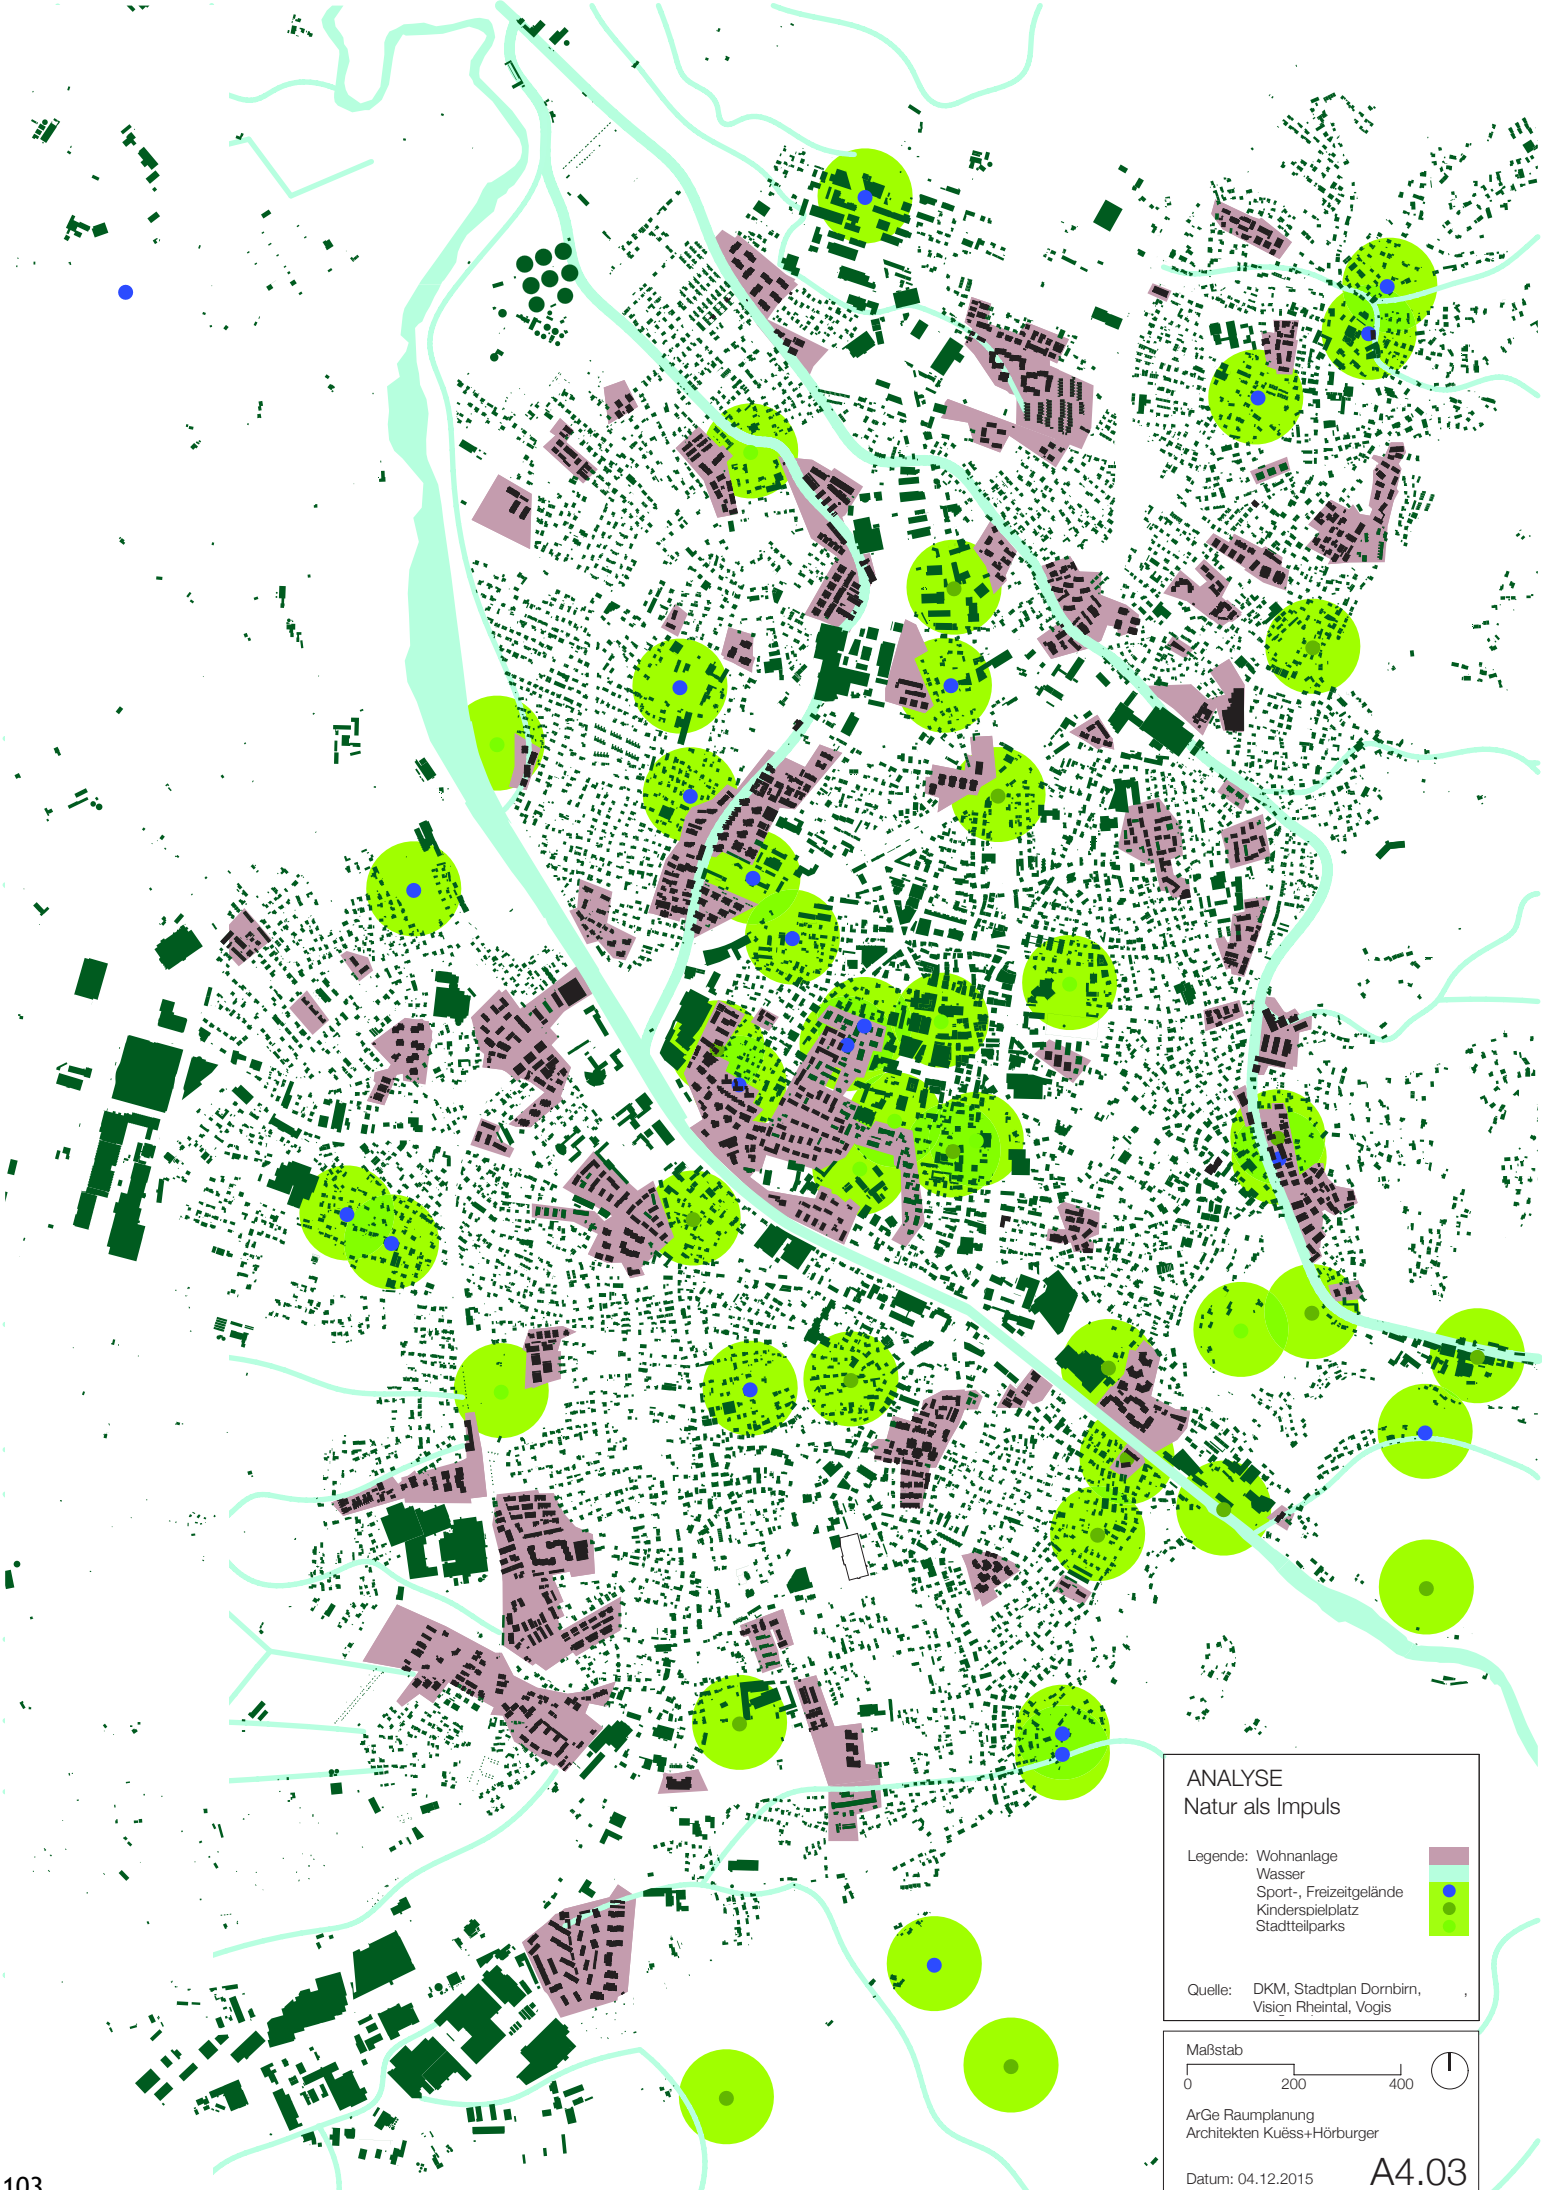 ANALYSE
Natur als Impuls
Legende: Wohnanlage
Wasser
Sport-, Freizeitgelände
Kinderspielplatz
Stadtteilparks
Quelle: DKM, Stadtplan Dornbirn, ,
Vision Rheintal, Vogis
Maßstab
0 200 400
ArGe Raumplanung
Architekten Kuëss+Hörburger
Datum: 04.12.2015 A4.03
103